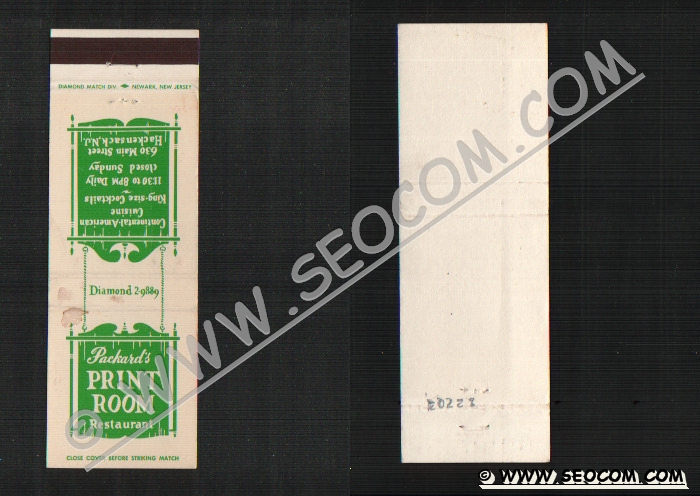 DIAMOND MATCH DIV. NEWARK, NEW JERSEY
Continental-American
Cuisine
King-size Cocktails
11:30 to 8PM Daily
closed Sunday
630 Main Street
Hackensack, N.J.
Diamond 2-9889
Packard's
PRINT
ROOM
Restaurant
CLOSE COVER BEFORE STRIKING MATCH
© WWW.SEOCOM.COM
© WWW.SEOCOM.COM